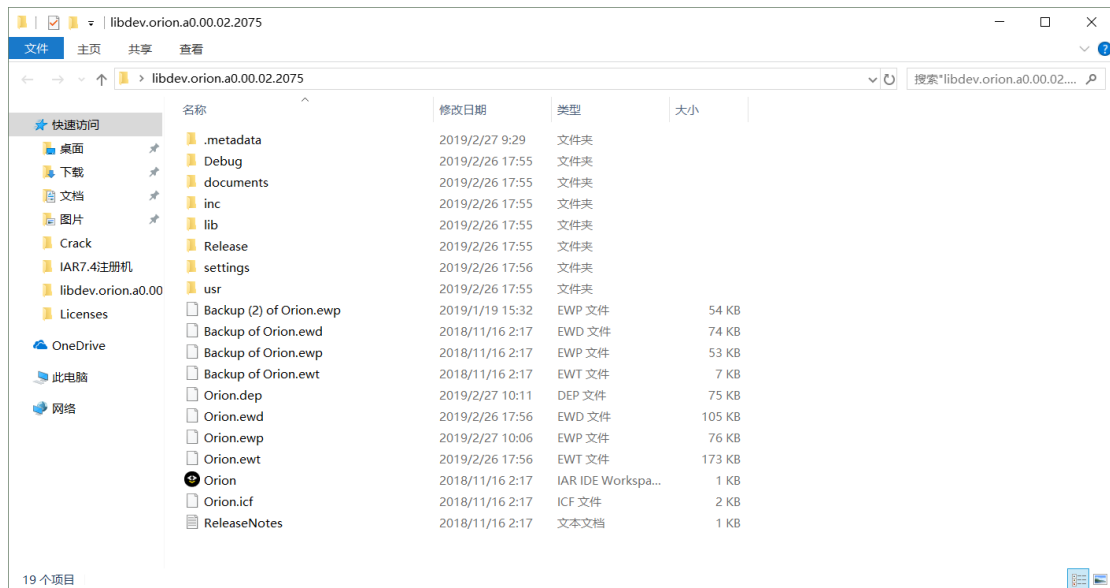 libdev.orion.a0.00.02.2075
文件 主页 共享 查看
libdev.orion.a0.00.02.2075 搜索"libdev.orion.a0.00.02....
名称 修改日期 类型 大小
快速访问
桌面
下载
文档
图片
Crack
IAR7.4注册机
libdev.orion.a0.00
Licenses
OneDrive
此电脑
网络
.metadata 2019/2/27 9:29 文件夹
Debug 2019/2/26 17:55 文件夹
documents 2019/2/26 17:55 文件夹
inc 2019/2/26 17:55 文件夹
lib 2019/2/26 17:55 文件夹
Release 2019/2/26 17:55 文件夹
settings 2019/2/26 17:56 文件夹
usr 2019/2/26 17:55 文件夹
Backup (2) of Orion.ewp 2019/1/19 15:32 EWP 文件 54 KB
Backup of Orion.ewd 2018/11/16 2:17 EWD 文件 74 KB
Backup of Orion.ewp 2018/11/16 2:17 EWP 文件 53 KB
Backup of Orion.ewt 2018/11/16 2:17 EWT 文件 7 KB
Orion.dep 2019/2/27 10:11 DEP 文件 75 KB
Orion.ewd 2019/2/26 17:56 EWD 文件 105 KB
Orion.ewp 2019/2/27 10:06 EWP 文件 76 KB
Orion.ewt 2019/2/26 17:56 EWT 文件 173 KB
Orion 2018/11/16 2:17 IAR IDE Workspa... 1 KB
Orion.icf 2018/11/16 2:17 ICF 文件 2 KB
ReleaseNotes 2018/11/16 2:17 文本文档 1 KB
19 个项目